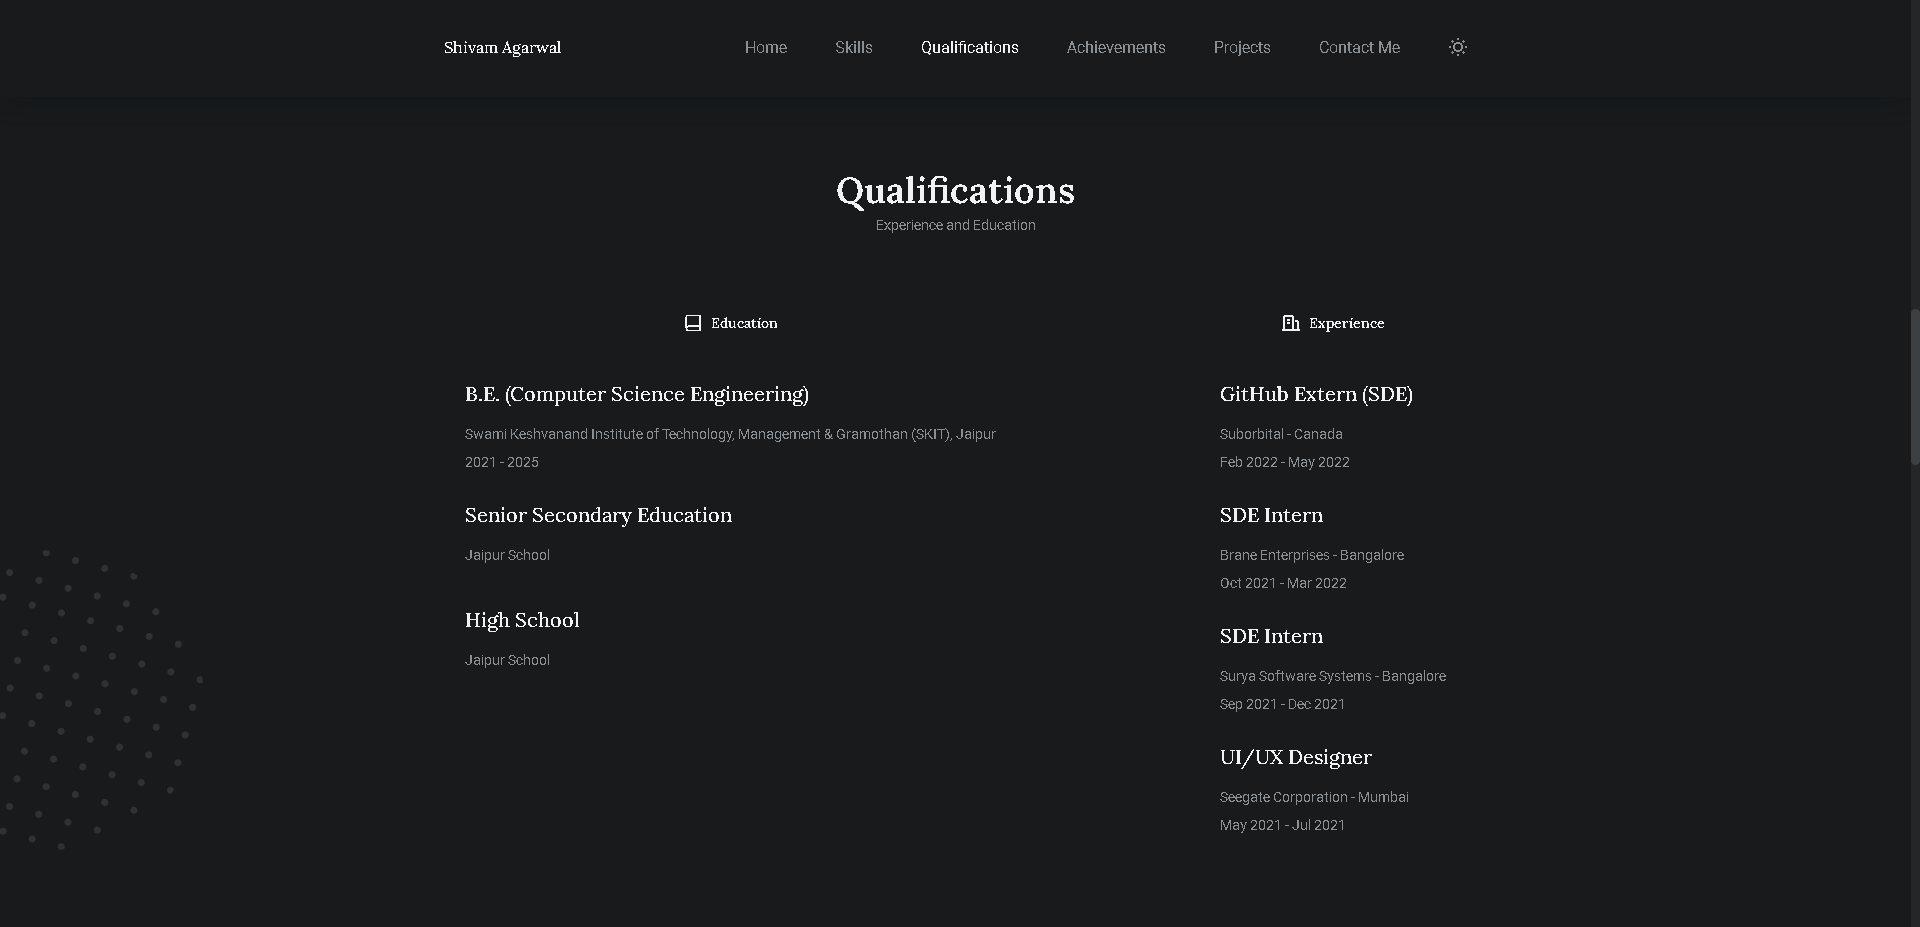 Shivam Agarwal
Home
Skills
Qualifications
Achievements
Projects
Contact Me
Qualifications
Experience and Education
Education
B.E. (Computer Science Engineering)
Swami Keshvanand Institute of Technology, Management & Gramothan (SKIT), Jaipur
2021 - 2025
Senior Secondary Education
Jaipur School
High School
Jaipur School
Experience
GitHub Extern (SDE)
Suborbital - Canada
Feb 2022 - May 2022
SDE Intern
Brane Enterprises - Bangalore
Oct 2021 - Mar 2022
SDE Intern
Surya Software Systems - Bangalore
Sep 2021 - Dec 2021
UI/UX Designer
Seegate Corporation - Mumbai
May 2021 - Jul 2021